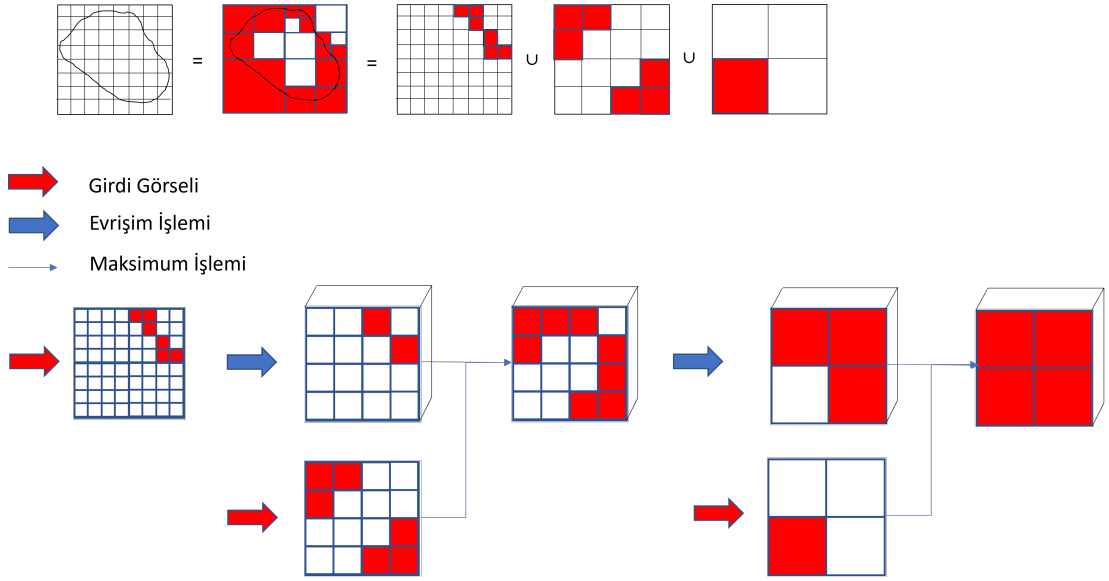 = = ∪ ∪
Girdi Görseli
Evrişim İşlemi
Maksimum İşlemi